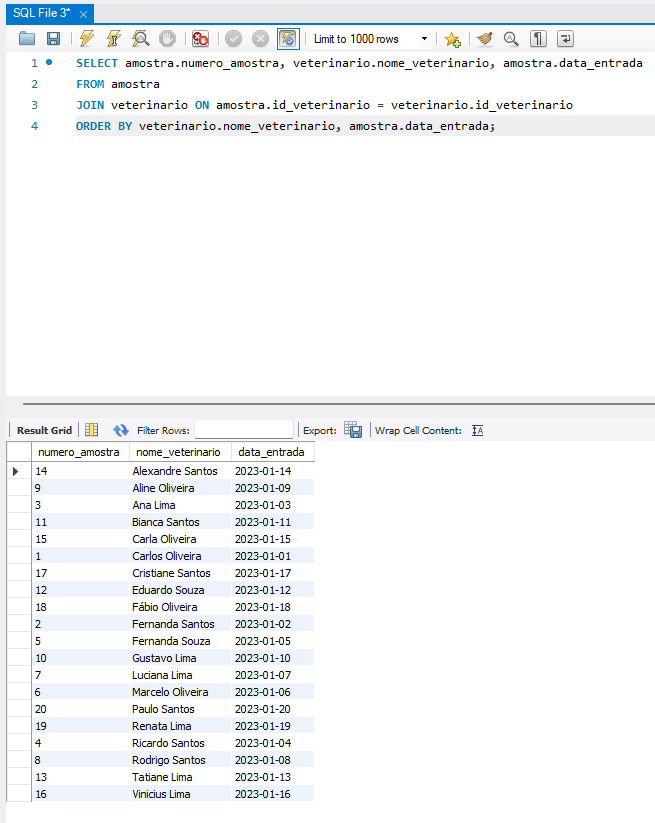 SQL File 3*
Limit to 1000 rows
1 SELECT amostra.numero_amostra, veterinario.nome_veterinario, amostra.data_entrada
2 FROM amostra
3 JOIN veterinario ON amostra.id_veterinario = veterinario.id_veterinario
4 ORDER BY veterinario.nome_veterinario, amostra.data_entrada;
Result Grid Filter Rows: Export: Wrap Cell Content:
numero_amostra nome_veterinario data_entrada
14 Alexandre Santos 2023-01-14
9 Aline Oliveira 2023-01-09
3 Ana Lima 2023-01-03
11 Bianca Santos 2023-01-11
15 Carla Oliveira 2023-01-15
1 Carlos Oliveira 2023-01-01
17 Cristiane Santos 2023-01-17
12 Eduardo Souza 2023-01-12
18 Fábio Oliveira 2023-01-18
2 Fernanda Santos 2023-01-02
5 Fernanda Souza 2023-01-05
10 Gustavo Lima 2023-01-10
7 Luciana Lima 2023-01-07
6 Marcelo Oliveira 2023-01-06
20 Paulo Santos 2023-01-20
19 Renata Lima 2023-01-19
4 Ricardo Santos 2023-01-04
8 Rodrigo Santos 2023-01-08
13 Tatiane Lima 2023-01-13
16 Vinicius Lima 2023-01-16